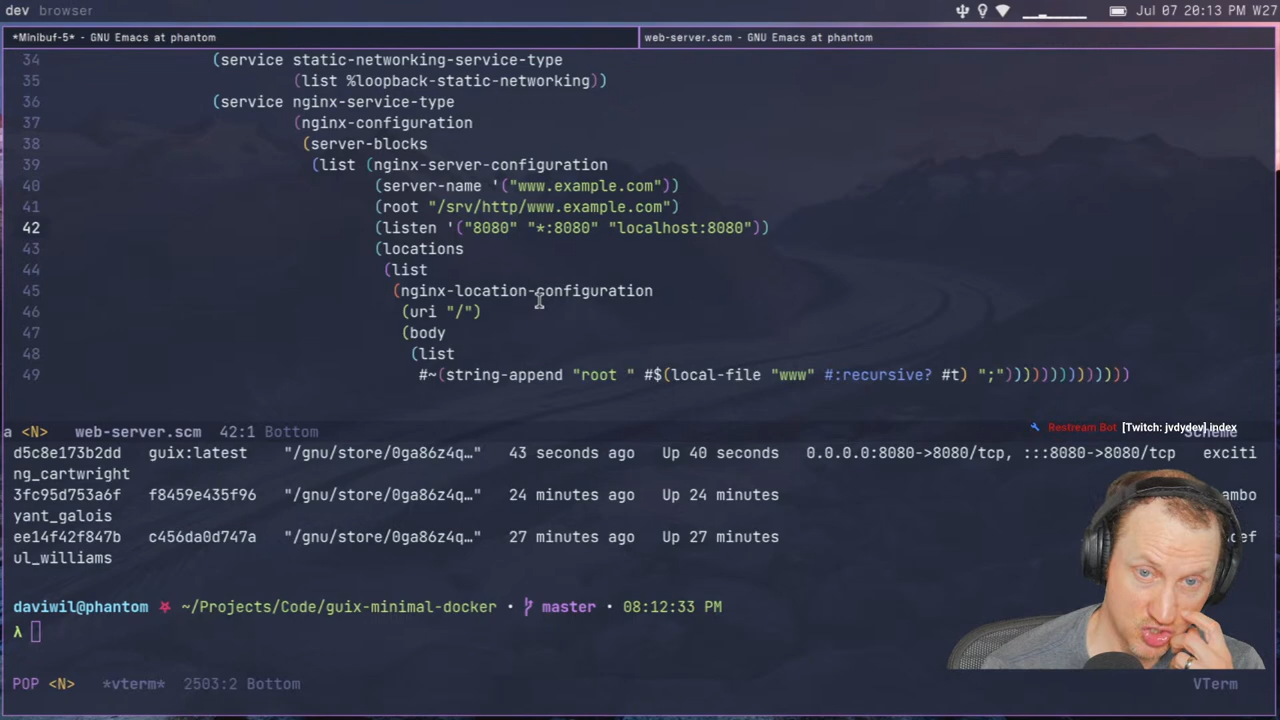 dev browser
Jul 07 20:13 PM W27
*Minibuf-5* - GNU Emacs at phantom
web-server.scm - GNU Emacs at phantom
34 (service static-networking-service-type
35 (list %loopback-static-networking))
36 (service nginx-service-type
37 (nginx-configuration
38 (server-blocks
39 (list (nginx-server-configuration
40 (server-name '("www.example.com"))
41 (root "/srv/http/www.example.com")
42 (listen '("8080" "*:8080" "localhost:8080"))
43 (locations
44 (list
45 (nginx-location-configuration
46 (uri "/")
47 (body
48 (list
49 #~(string-append "root " #$(local-file "www" #:recursive? #t) ";"))))))))))))))
a <N> web-server.scm 42:1 Bottom
Restream Bot [Twitch: jvdydev] index
Scheme
d5c8e173b2dd guix:latest "/gnu/store/0ga86z4q…" 43 seconds ago Up 40 seconds 0.0.0.0:8080->8080/tcp, :::8080->8080/tcp exciti
ng_cartwright
3fc95d753a6f f8459e435f96 "/gnu/store/0ga86z4q…" 24 minutes ago Up 24 minutes
yant_galois
ee14f42f847b c456da0d747a "/gnu/store/0ga86z4q…" 27 minutes ago Up 27 minutes
ul_williams
daviwil@phantom ~/Projects/Code/guix-minimal-docker • master • 08:12:33 PM
λ
POP <N> *vterm* 2503:2 Bottom
VTerm